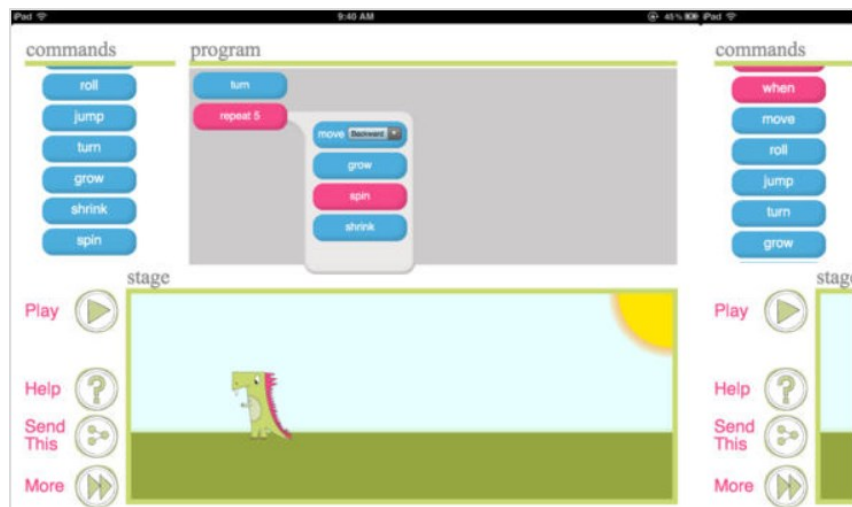 iPad
9:40 AM
45%
iPad
commands
program
commands
roll
jump
turn
grow
shrink
spin
turn
repeat 5
move Backward
grow
spin
shrink
when
move
roll
jump
turn
grow
stage
Play
Help
Send
This
More
stage
Play
Help
Send
This
More